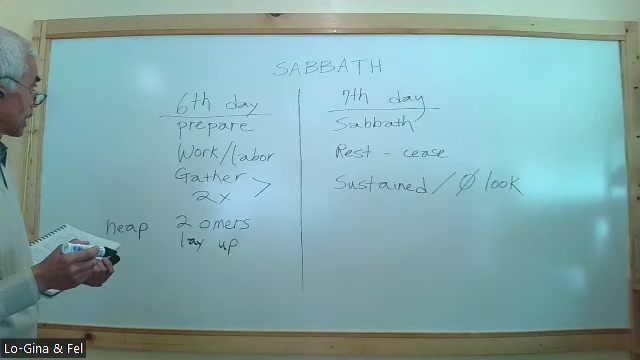 SABBATH
6th day
prepare
Work/labor
Gather >
2x
heap 2 omers
lay up
7th day
Sabbath
Rest - cease
Sustained / Ø look
Lo-Gina & Fel